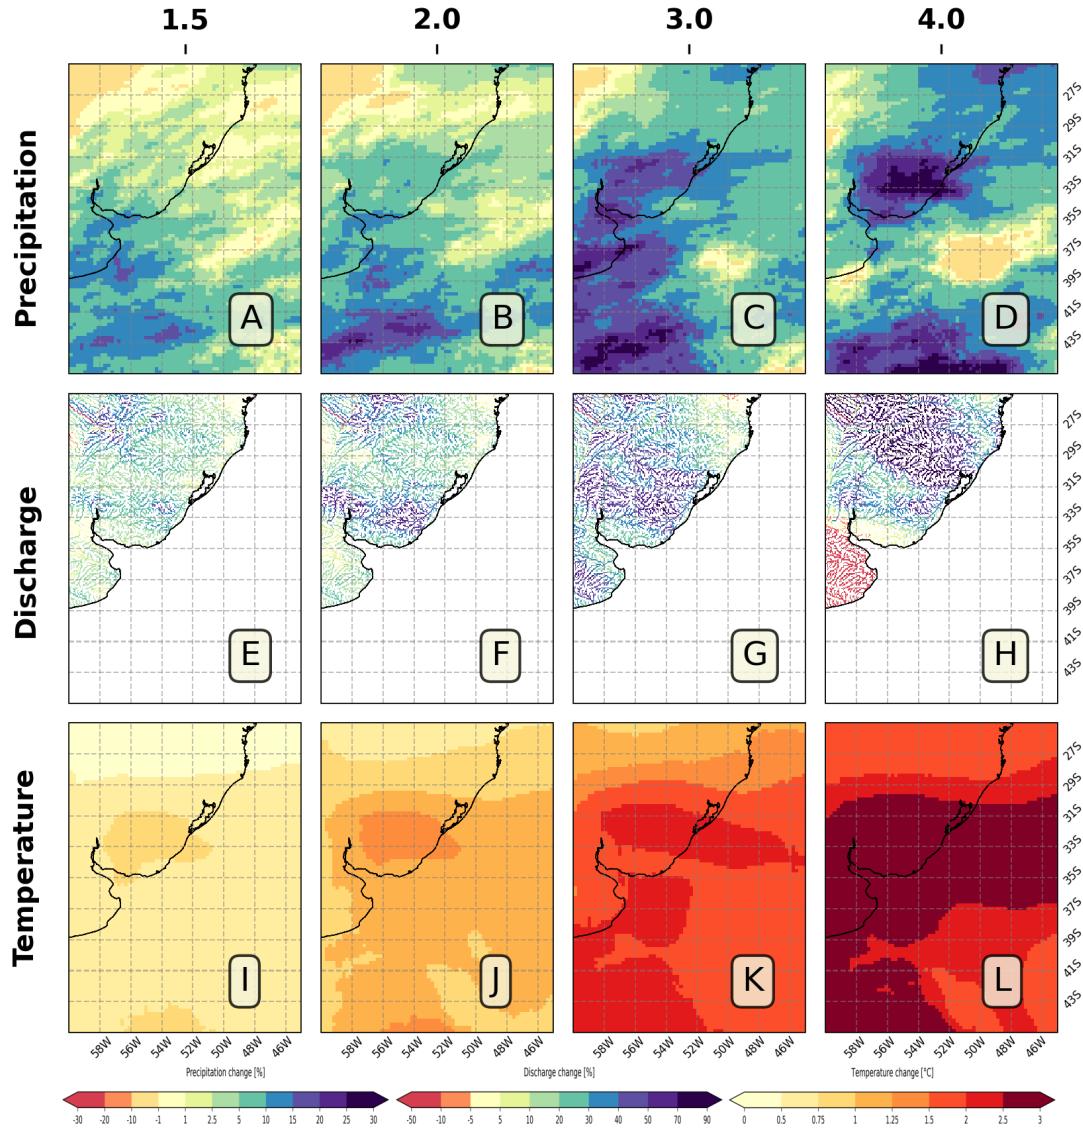 1.5 2.0 3.0 4.0
Precipitation
A B C D
27S
29S
31S
33S
35S
37S
39S
41S
43S
Discharge
E F G H
27S
29S
31S
33S
35S
37S
39S
41S
43S
Temperature
I J K L
27S
29S
31S
33S
35S
37S
39S
41S
43S
58W 56W 54W 52W 50W 48W 46W 58W 56W 54W 52W 50W 48W 46W 58W 56W 54W 52W 50W 48W 46W 58W 56W 54W 52W 50W 48W 46W
Precipitation change [%] Discharge change [%] Temperature change [°C]
-30 -20 -10 -1 1 2.5 5 10 15 20 25 30 -50 -10 -5 5 10 20 30 40 50 70 90 0 0.5 0.75 1 1.25 1.5 2 2.5 3